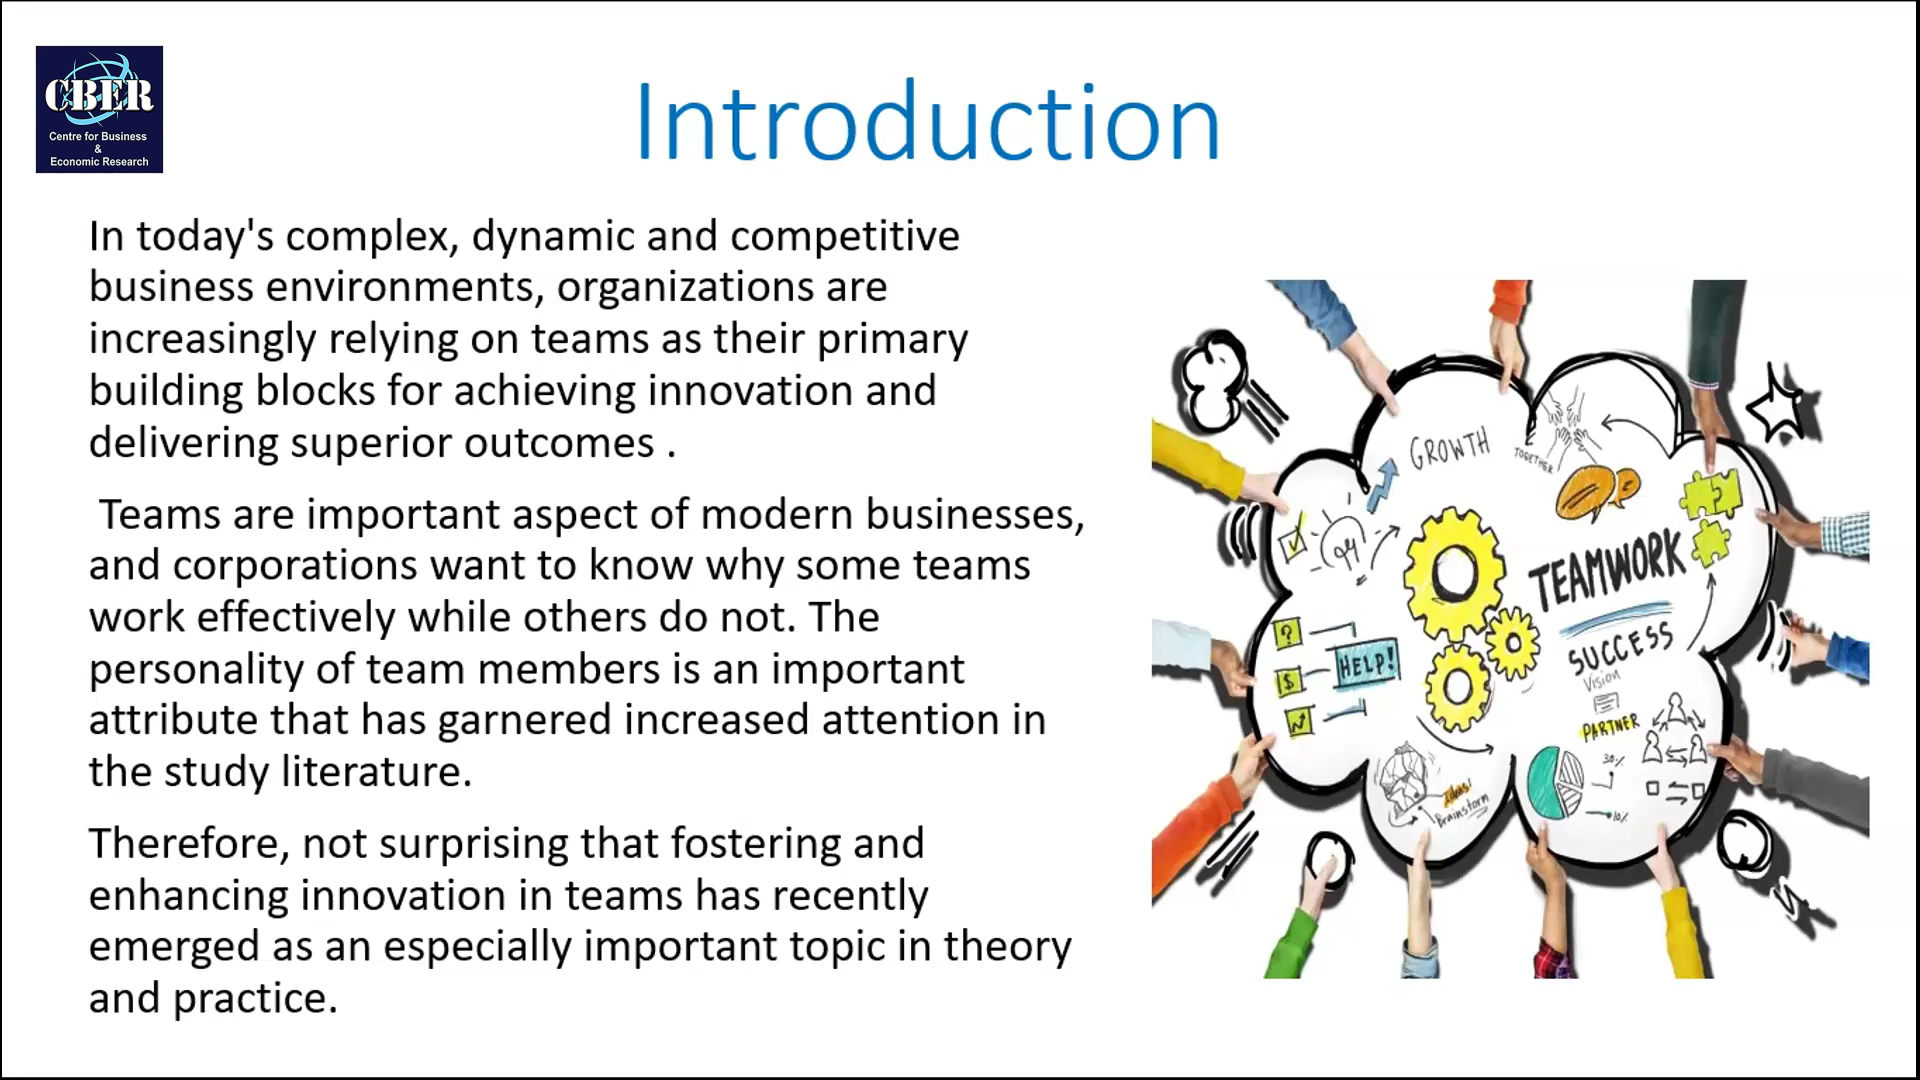 CBER
Centre for Business
&
Economic Research
Introduction
In today's complex, dynamic and competitive
business environments, organizations are
increasingly relying on teams as their primary
building blocks for achieving innovation and
delivering superior outcomes .
Teams are important aspect of modern businesses,
and corporations want to know why some teams
work effectively while others do not. The
personality of team members is an important
attribute that has garnered increased attention in
the study literature.
Therefore, not surprising that fostering and
enhancing innovation in teams has recently
emerged as an especially important topic in theory
and practice.
GROWTH
TOGETHER
TEAMWORK
SUCCESS
Vision
?
HELP!
$
PARTNER
30%
Ideas!
Brainstorm
10%